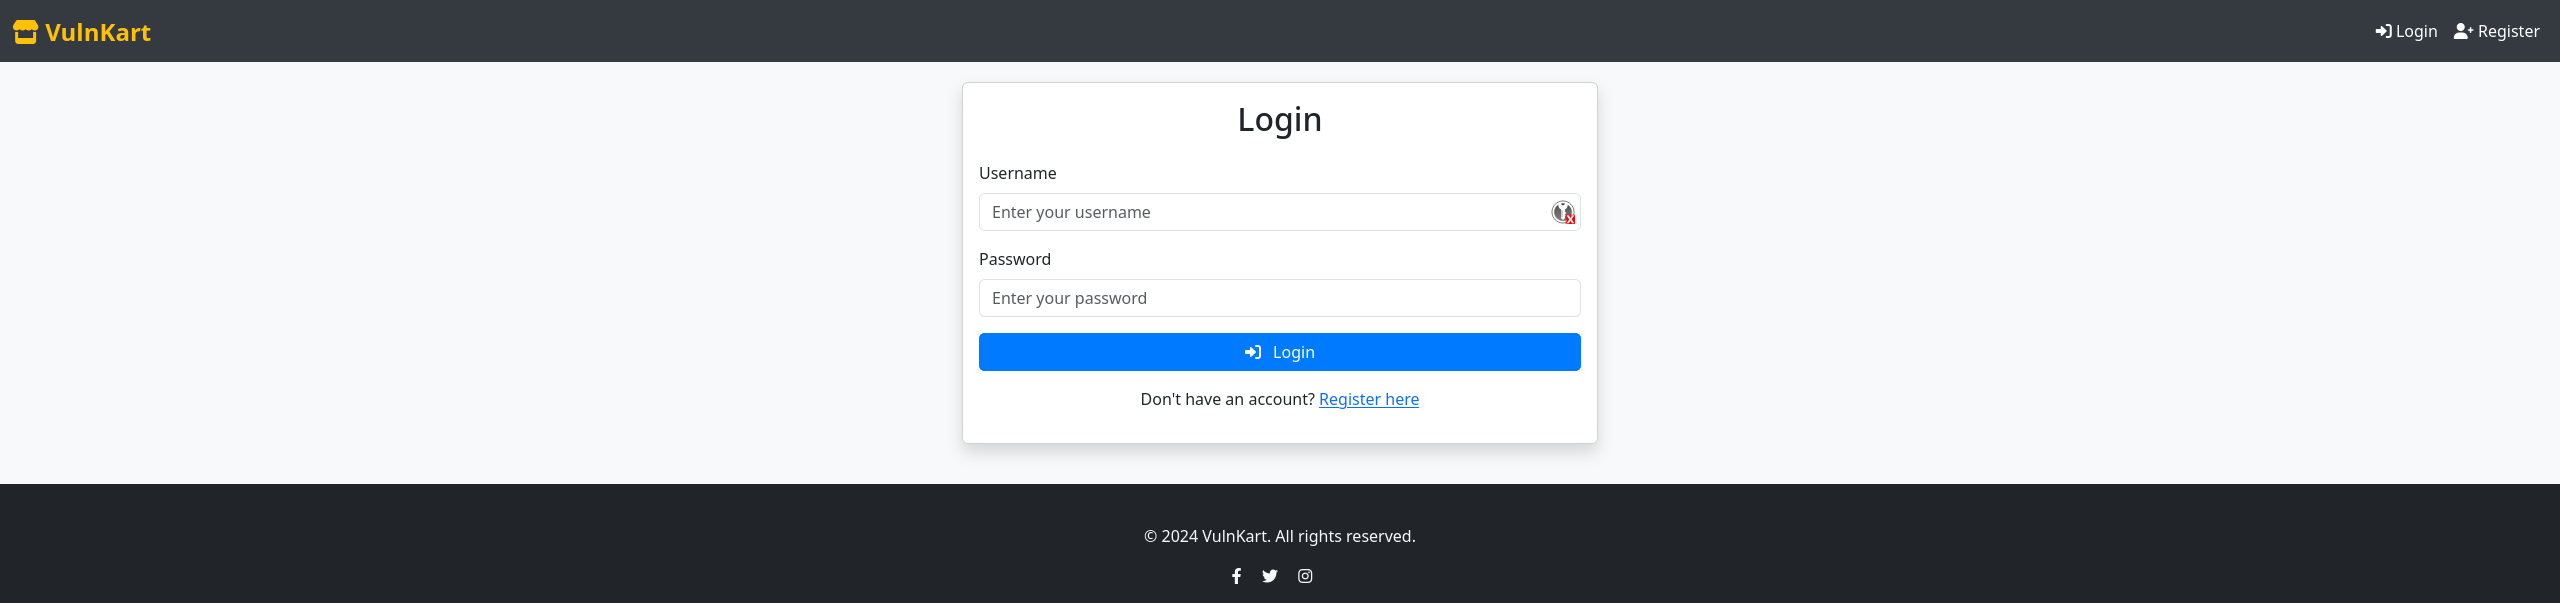 VulnKart
Login
Register
Login
Username
Enter your username
Password
Enter your password
Login
Don't have an account? Register here
© 2024 VulnKart. All rights reserved.